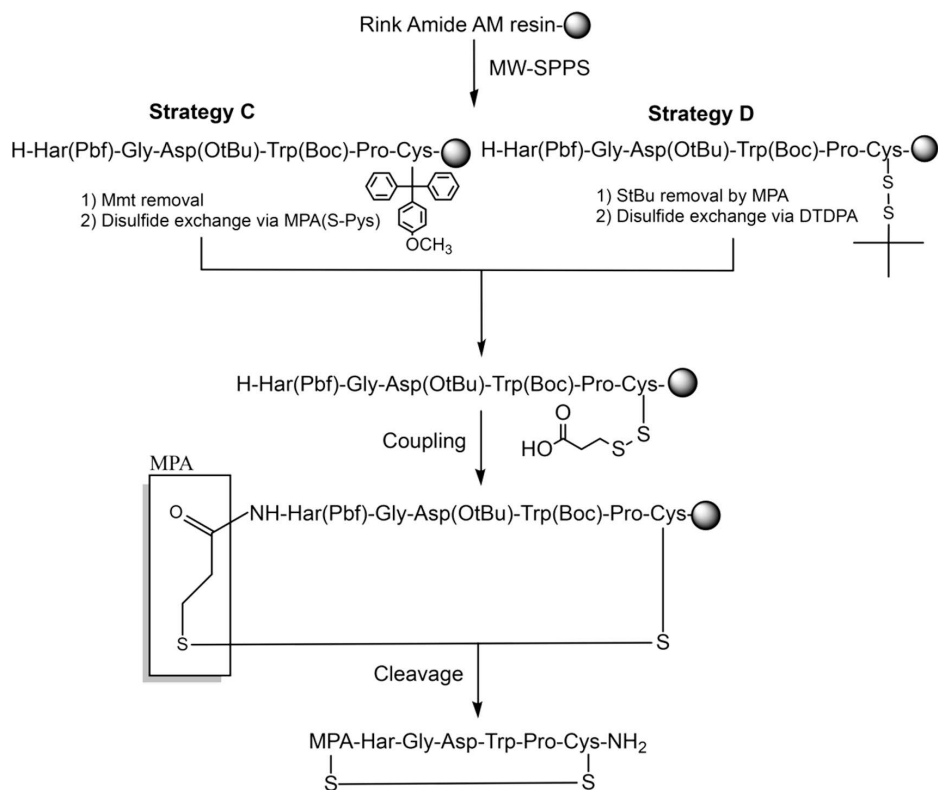 Rink Amide AM resin-
MW-SPPS
Strategy C
H-Har(Pbf)-Gly-Asp(OtBu)-Trp(Boc)-Pro-Cys-
1) Mmt removal
2) Disulfide exchange via MPA(S-Pys)
OCH3
Strategy D
H-Har(Pbf)-Gly-Asp(OtBu)-Trp(Boc)-Pro-Cys-
1) StBu removal by MPA
2) Disulfide exchange via DTDPA
S
S
H-Har(Pbf)-Gly-Asp(OtBu)-Trp(Boc)-Pro-Cys-
Coupling
O
HO
S
S
MPA
O
NH-Har(Pbf)-Gly-Asp(OtBu)-Trp(Boc)-Pro-Cys-
S
S
Cleavage
MPA-Har-Gly-Asp-Trp-Pro-Cys-NH2
S
S